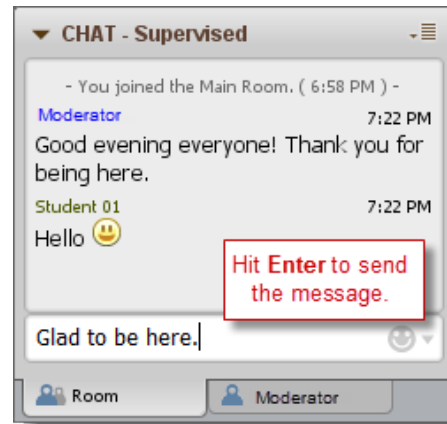 CHAT - Supervised
- You joined the Main Room. ( 6:58 PM ) -
Moderator 7:22 PM
Good evening everyone! Thank you for
being here.
Student 01 7:22 PM
Hello
Hit Enter to send
the message.
Glad to be here.
Room Moderator